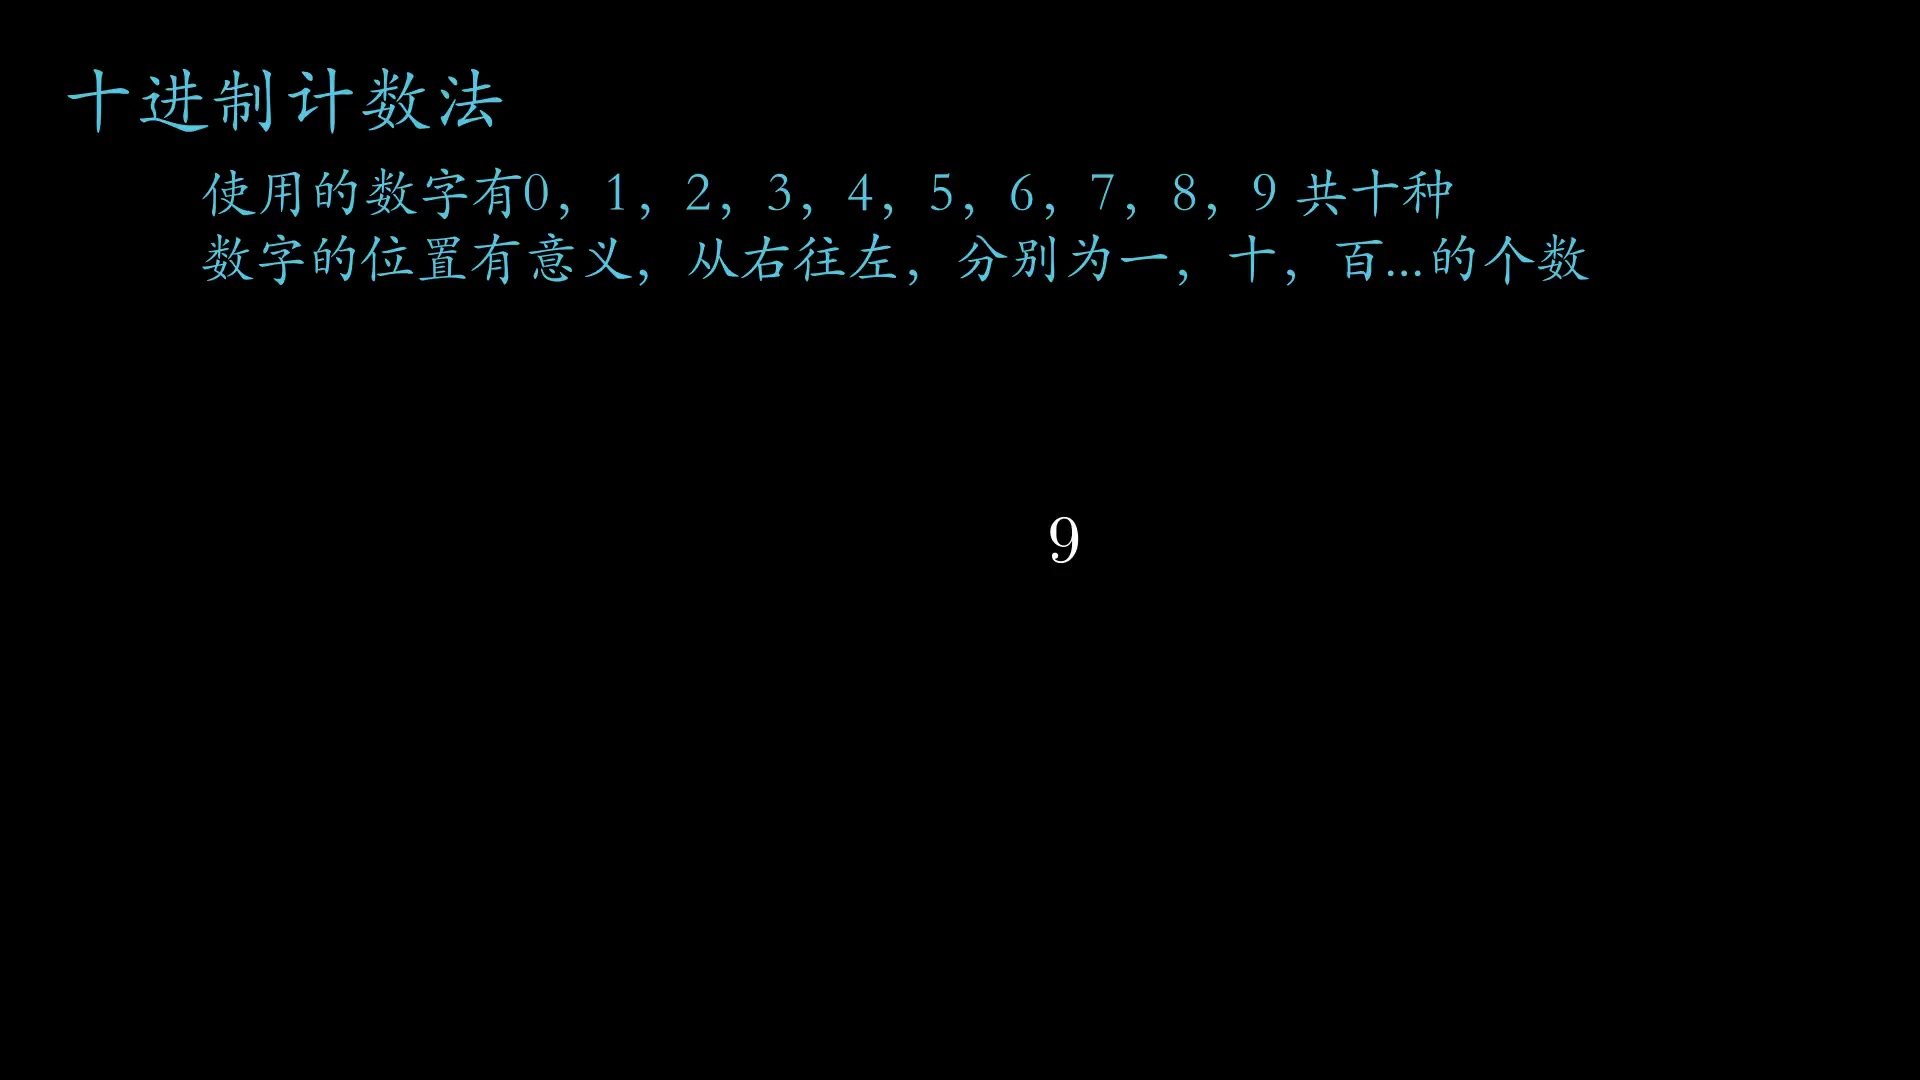 十进制计数法
使用的数字有0，1，2，3，4，5，6，7，8，9 共十种
数字的位置有意义，从右往左，分别为一，十，百...的个数
9